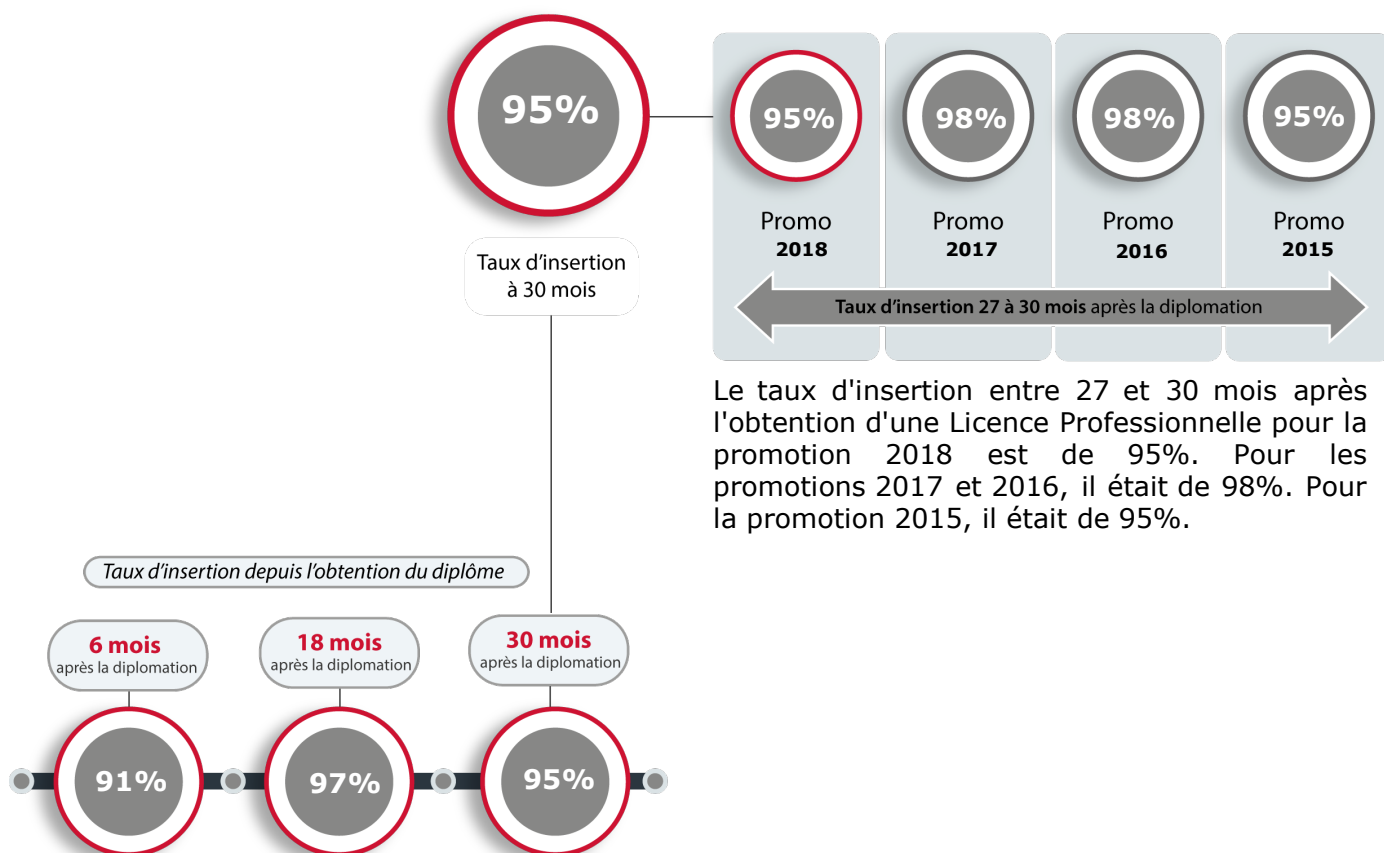 95%
Taux d'insertion
à 30 mois
95%
98%
98%
95%
Promo
2018
Promo
2017
Promo
2016
Promo
2015
Taux d'insertion 27 à 30 mois après la diplomation
Le taux d'insertion entre 27 et 30 mois après
l'obtention d'une Licence Professionnelle pour la
promotion 2018 est de 95%. Pour les
promotions 2017 et 2016, il était de 98%. Pour
la promotion 2015, il était de 95%.
Taux d'insertion depuis l'obtention du diplôme
6 mois
après la diplomation
18 mois
après la diplomation
30 mois
après la diplomation
91%
97%
95%